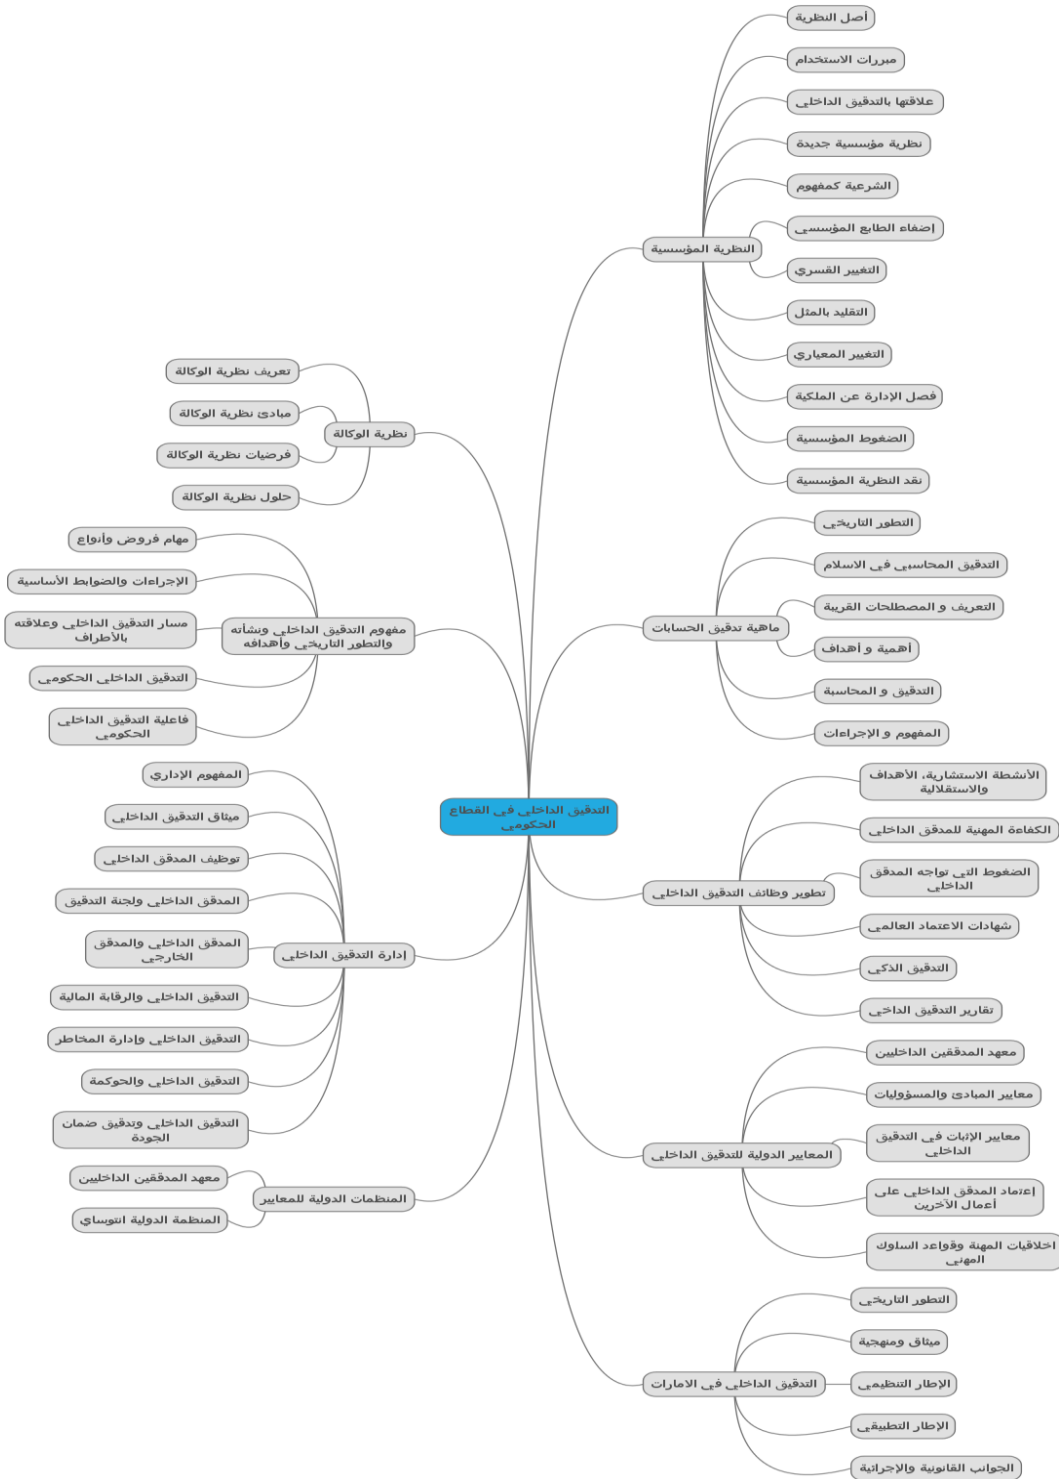 التدقيق الداخلي في القطاع
الحكومي
النظرية المؤسسية
أصل النظرية
مبررات الاستخدام
علاقتها بالتدقيق الداخلي
نظرية مؤسسية جديدة
الشرعية كمفهوم
إضفاء الطابع المؤسسي
التغيير القسري
التقليد بالمثل
التغيير المعياري
فصل الإدارة عن الملكية
الضغوط المؤسسية
نقد النظرية المؤسسية
ماهية تدقيق الحسابات
التطور التاريخي
التدقيق المحاسبي في الاسلام
التعريف و المصطلحات القريبة
أهمية و أهداف
التدقيق و المحاسبة
المفهوم و الإجراءات
تطوير وظائف التدقيق الداخلي
الأنشطة الاستشارية، الأهداف
والاستقلالية
الكفاءة المهنية للمدقق الداخلي
الضغوط التي تواجه المدقق
الداخلي
شهادات الاعتماد العالمي
التدقيق الذكي
تقارير التدقيق الداخي
المعايير الدولية للتدقيق الداخلي
معهد المدققين الداخليين
معايير المبادئ والمسؤوليات
معايير الإثبات في التدقيق
الداخلي
إعتماد المدقق الداخلي على
أعمال الآخرين
اخلاقيات المهنة وقواعد السلوك
المهني
التدقيق الداخلي في الامارات
التطور التاريخي
ميثاق ومنهجية
الإطار التنظيمي
الإطار التطبيقي
الجوانب القانونية والإجرائية
نظرية الوكالة
تعريف نظرية الوكالة
مبادئ نظرية الوكالة
فرضيات نظرية الوكالة
حلول نظرية الوكالة
مفهوم التدقيق الداخلي ونشأته
والتطور التاريخي وأهدافه
مهام فروض وأنواع
الإجراءات والضوابط الأساسية
مسار التدقيق الداخلي وعلاقته
بالأطراف
التدقيق الداخلي الحكومي
فاعلية التدقيق الداخلي
الحكومي
إدارة التدقيق الداخلي
المفهوم الإداري
ميثاق التدقيق الداخلي
توظيف المدقق الداخلي
المدقق الداخلي ولجنة التدقيق
المدقق الداخلي والمدقق
الخارجي
التدقيق الداخلي والرقابة المالية
التدقيق الداخلي وإدارة المخاطر
التدقيق الداخلي والحوكمة
التدقيق الداخلي وتدقيق ضمان
الجودة
المنظمات الدولية للمعايير
معهد المدققين الداخليين
المنظمة الدولية انتوساي